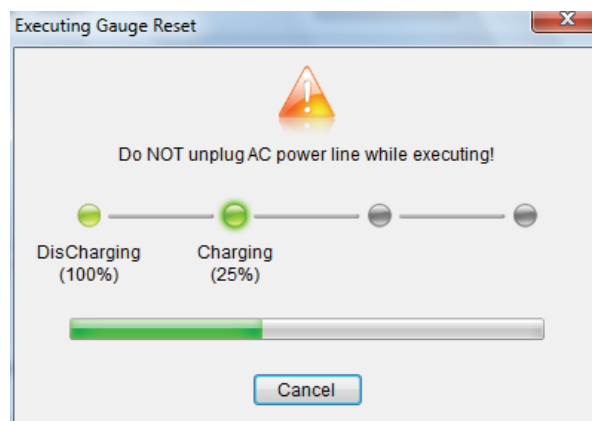 Executing Gauge Reset
Do NOT unplug AC power line while executing!
DisCharging
(100%)
Charging
(25%)
Cancel